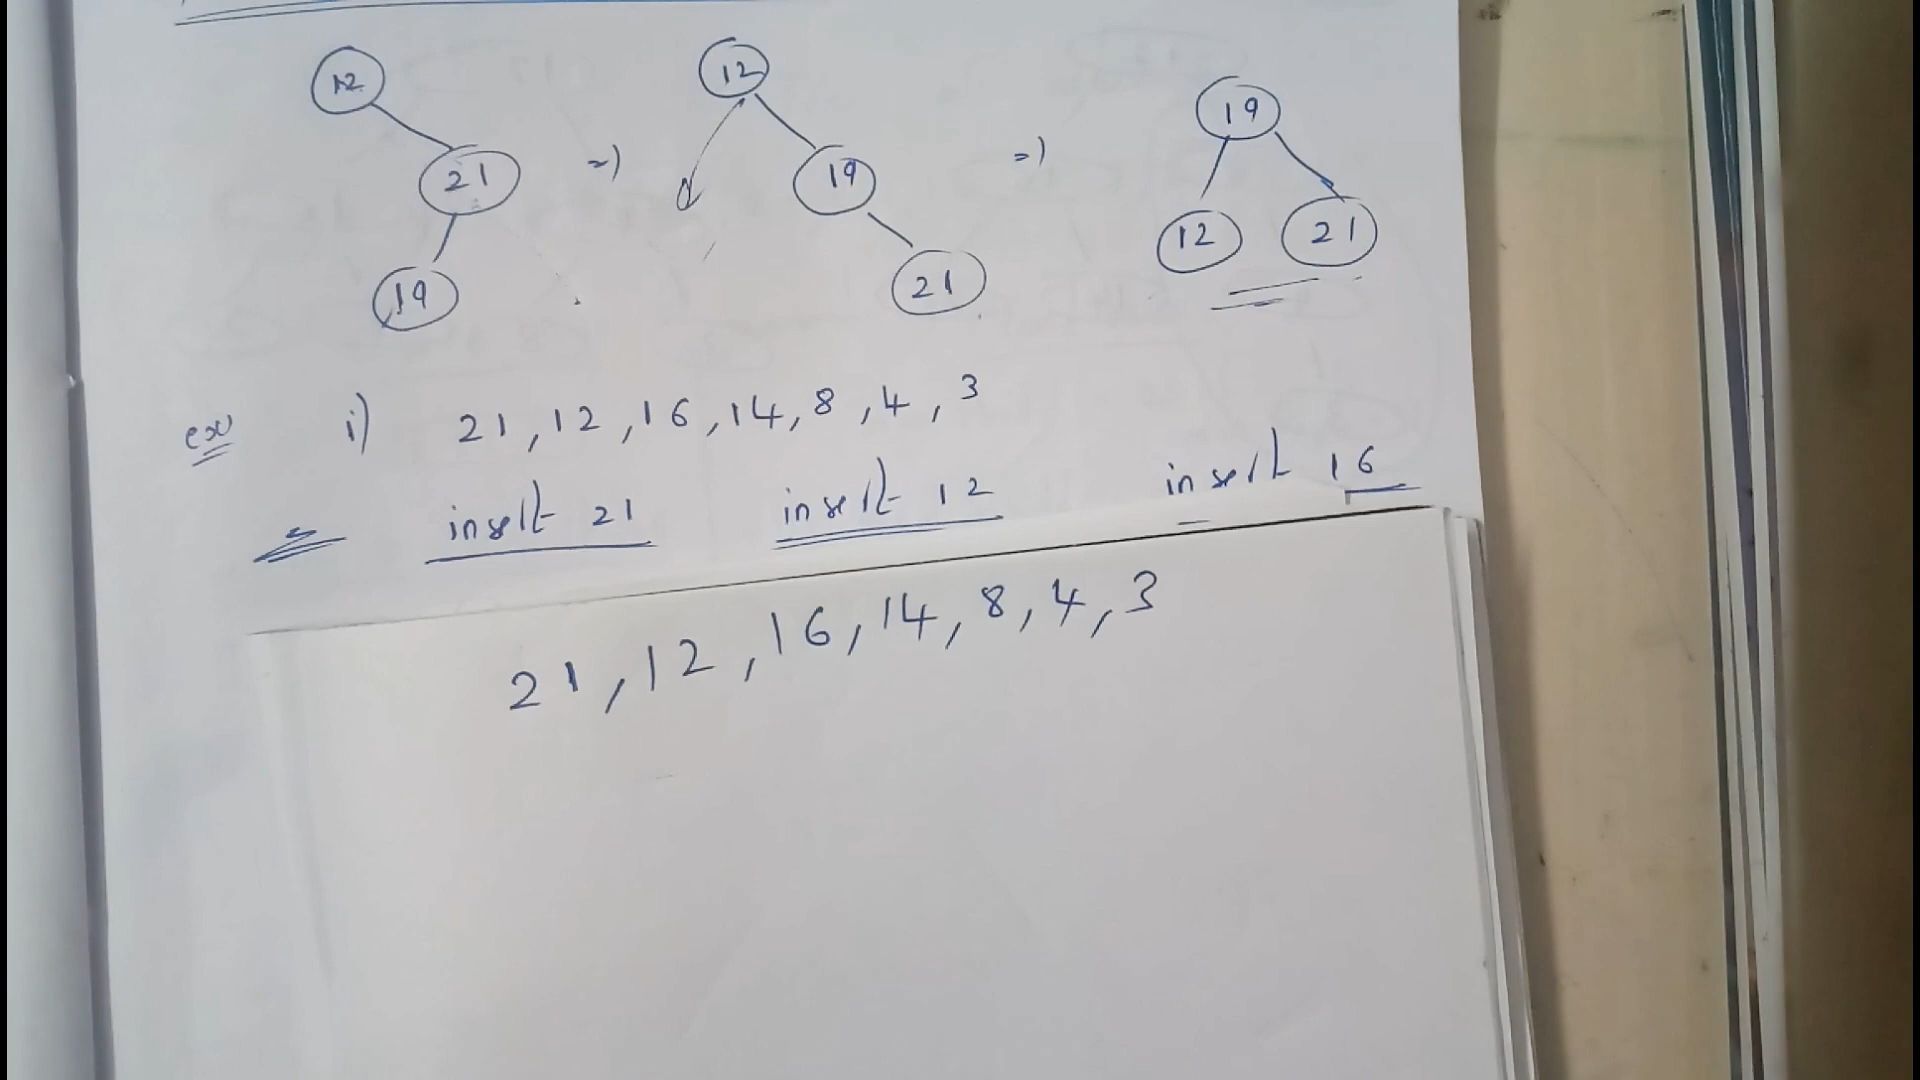 12 12 19
21 =) 19 =) 12 21
19 21
ex i) 21, 12, 16, 14, 8, 4, 3
insert 21 insert 12 insert 16
21, 12, 16, 14, 8, 4, 3